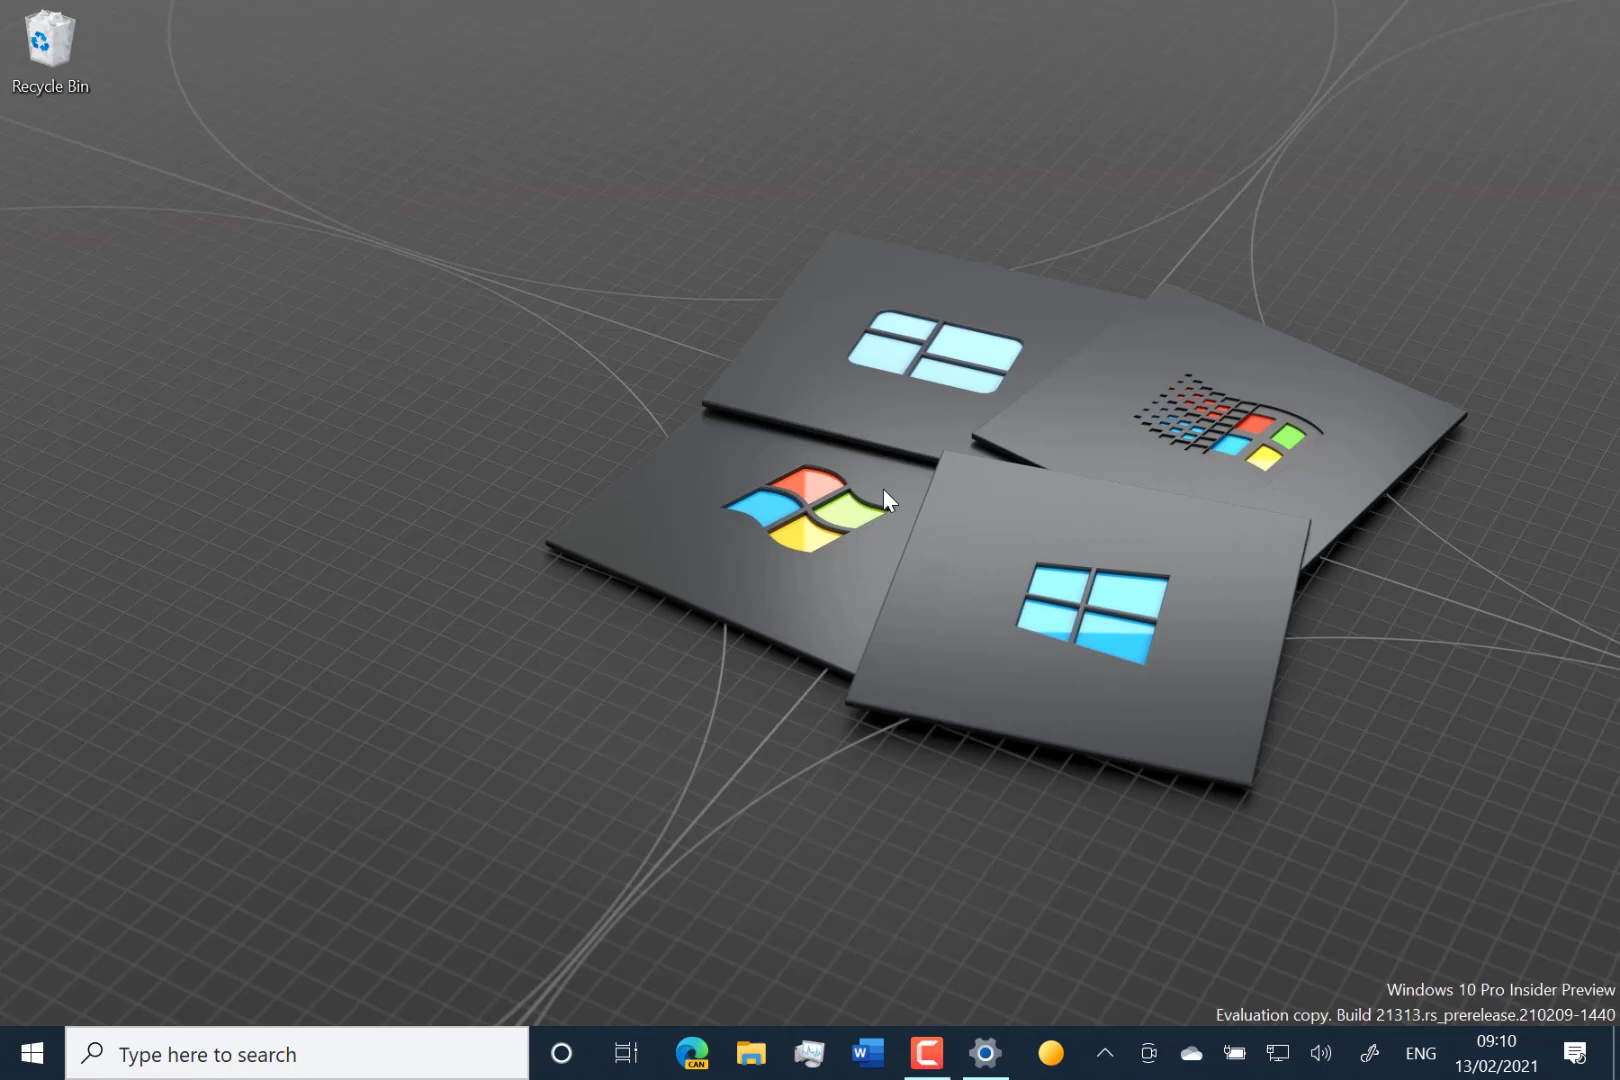 Recycle Bin
Windows 10 Pro Insider Preview
Evaluation copy. Build 21313.rs_prerelease.210209-1440
Type here to search
CAN
W
ENG
09:10
13/02/2021